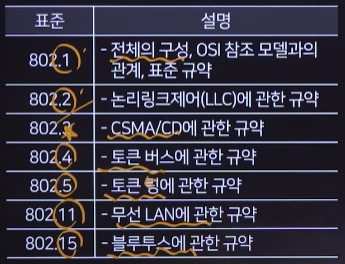 표준 설명
802.1 - 전체의 구성, OSI 참조 모델과의
관계, 표준 규약
802.2 - 논리링크제어(LLC)에 관한 규약
802. - CSMA/CD에 관한 규약
802.4 - 토큰 버스에 관한 규약
802.5 - 토큰 링에 관한 규약
802.11 - 무선 LAN에 관한 규약
802.15 - 블루투스에 관한 규약